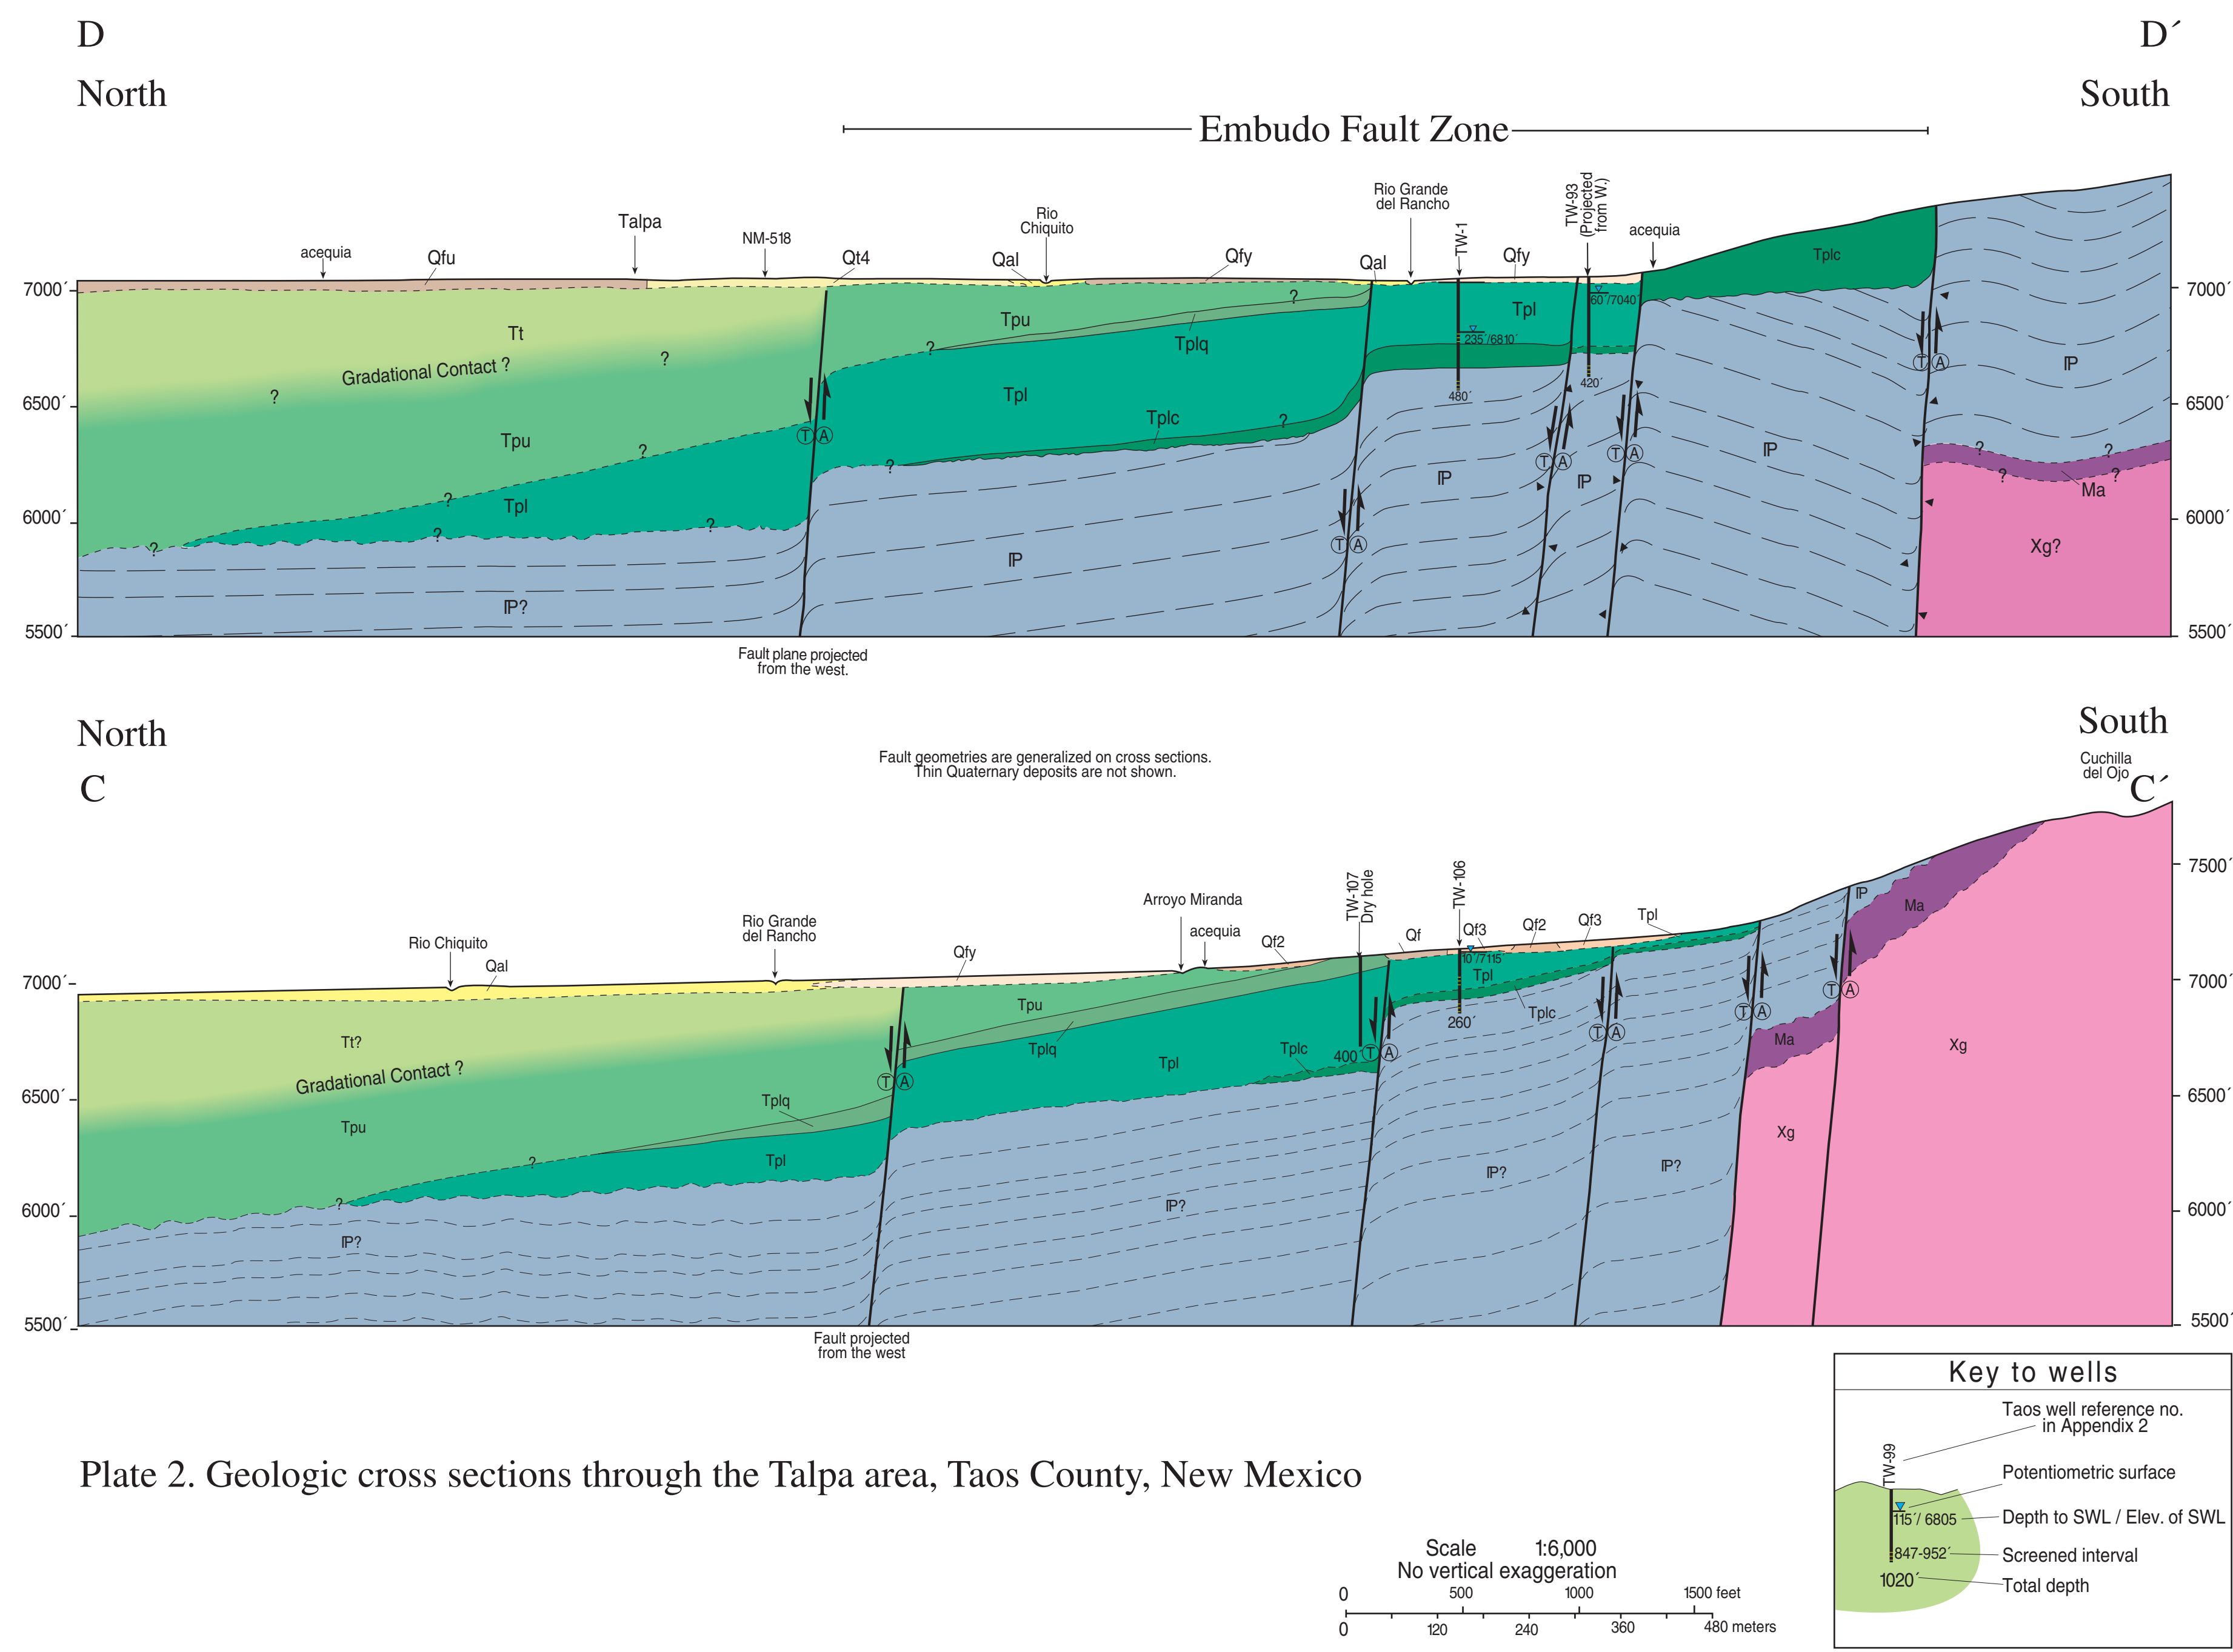 D
D´
North
South
Embudo Fault Zone
acequia
Qfu
Talpa
NM-518
Qt4
Qal
Rio
Chiquito
Qfy
Qal
Rio Grande
del Rancho
TW-1
Qfy
TW-93
(Projected
from W.)
acequia
7000´
6500´
6000´
5500´
7000´
6500´
6000´
5500´
Tt
Gradational Contact ?
?
?
Tpu
?
?
Tpl
?
?
?
T A
Tpu
?
?
Tplq
Tpl
Tplc
?
?
ℙ
ℙ?
T A
Tpl
235´/6810´
480´
60´/7040´
420´
ℙ
T A
ℙ
T A
Tplc
ℙ
T A
ℙ
?
?
?
?
Ma
Xg?
Fault plane projected
from the west.
North
South
Fault geometries are generalized on cross sections.
Thin Quaternary deposits are not shown.
Cuchilla
del Ojo
C
C´
Rio Chiquito
Qal
Rio Grande
del Rancho
Qfy
Arroyo Miranda
acequia
Qf2
TW-107
Dry hole
Qf
TW-106
Qf3
Qf2
Qf3
Tpl
7000´
6500´
6000´
5500´
7500´
7000´
6500´
6000´
5500´
Tt?
Gradational Contact ?
Tpu
Tplq
?
Tpl
?
ℙ?
T A
Tpu
Tplq
Tpl
Tplc
400´
T A
ℙ?
10´/7115´
Tpl
260´
Tplc
ℙ?
T A
ℙ?
T A
Ma
Xg
T A
ℙ
Ma
Xg
Fault projected
from the west
Plate 2. Geologic cross sections through the Talpa area, Taos County, New Mexico
Scale 1:6,000
No vertical exaggeration
0 500 1000 1500 feet
0 120 240 360 480 meters
Key to wells
Taos well reference no.
in Appendix 2
TW-99
Potentiometric surface
115´/ 6805
Depth to SWL / Elev. of SWL
847-952´
Screened interval
1020´
Total depth